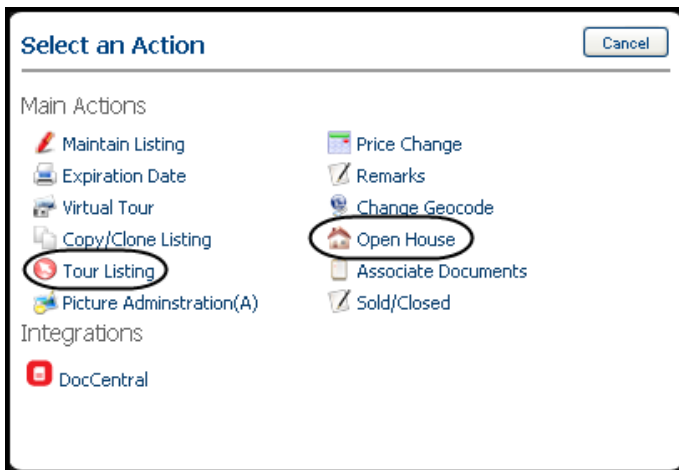 Select an Action
Cancel
Main Actions
Maintain Listing
Price Change
Expiration Date
Remarks
Virtual Tour
Change Geocode
Copy/Clone Listing
Open House
Tour Listing
Associate Documents
Picture Adminstration(A)
Sold/Closed
Integrations
DocCentral